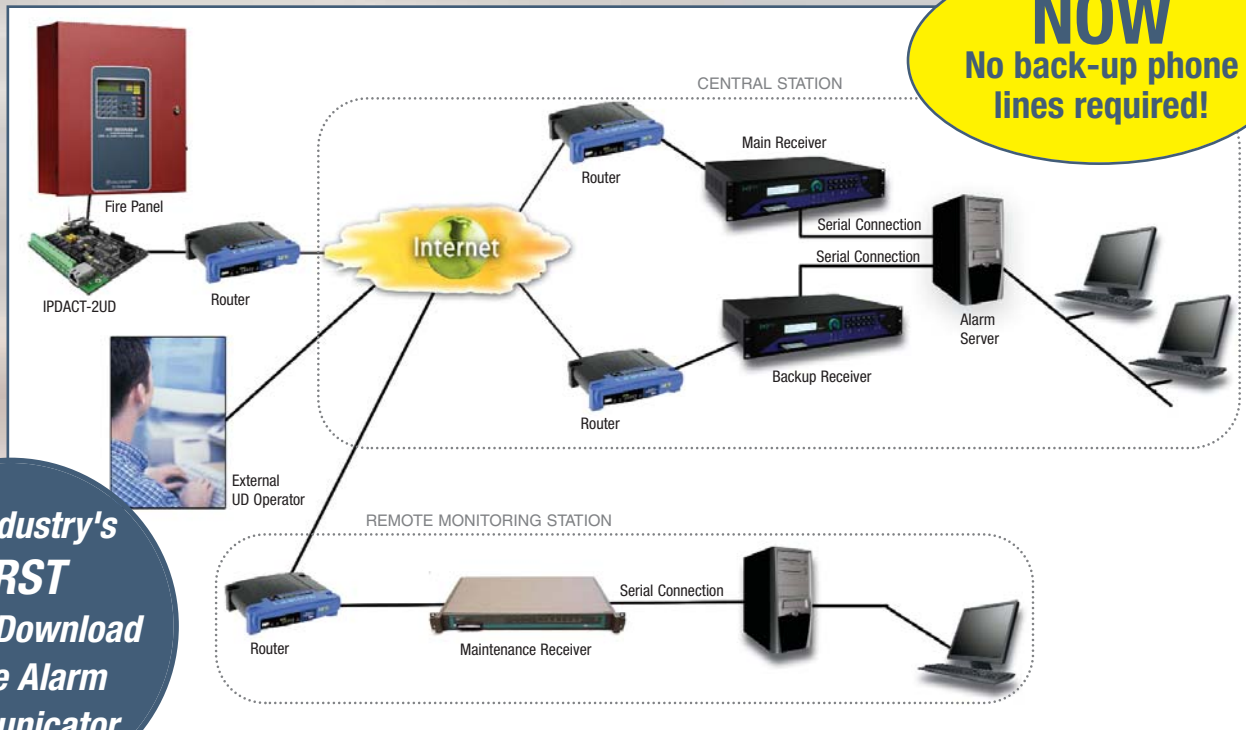 NOW
No back-up phone
lines required!
CENTRAL STATION
Main Receiver
Router
Serial Connection
Fire Panel
Internet
Serial Connection
IPDACT-2UD
Router
Alarm
Server
Backup Receiver
Router
External
UD Operator
REMOTE MONITORING STATION
Serial Connection
Router
Maintenance Receiver
Download
Alarm